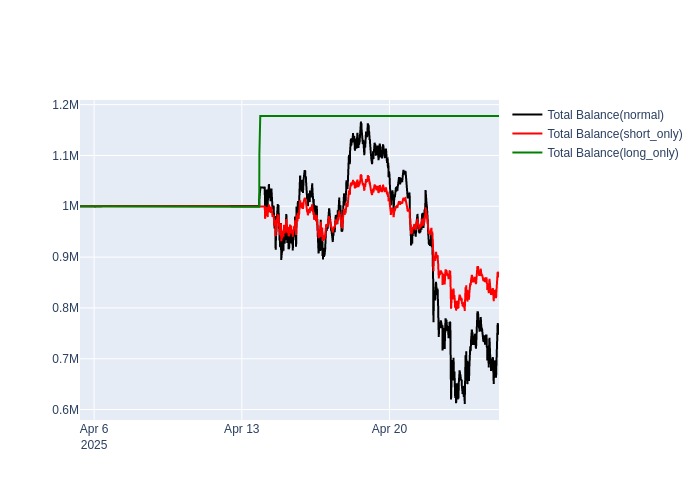 1.2M
1.1M
1M
0.9M
0.8M
0.7M
0.6M
Apr 6
2025
Apr 13
Apr 20
Total Balance(normal)
Total Balance(short_only)
Total Balance(long_only)